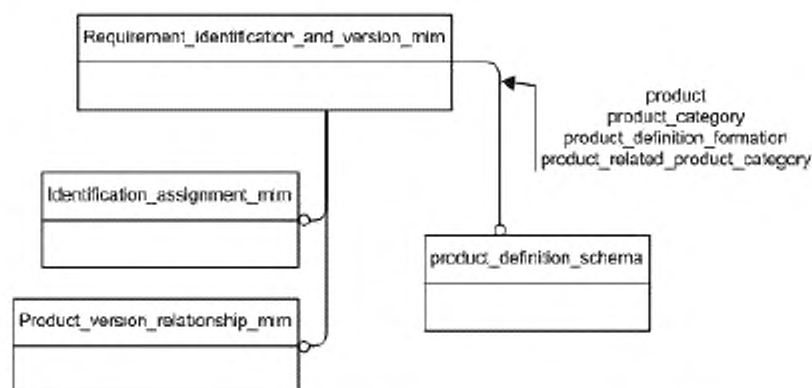 Requirement_identification_and_version_mim
product
product_category
product_definition_formation
product_related_product_category
Identification_assignment_mim
product_definition_schema
Product_version_relationship_mim